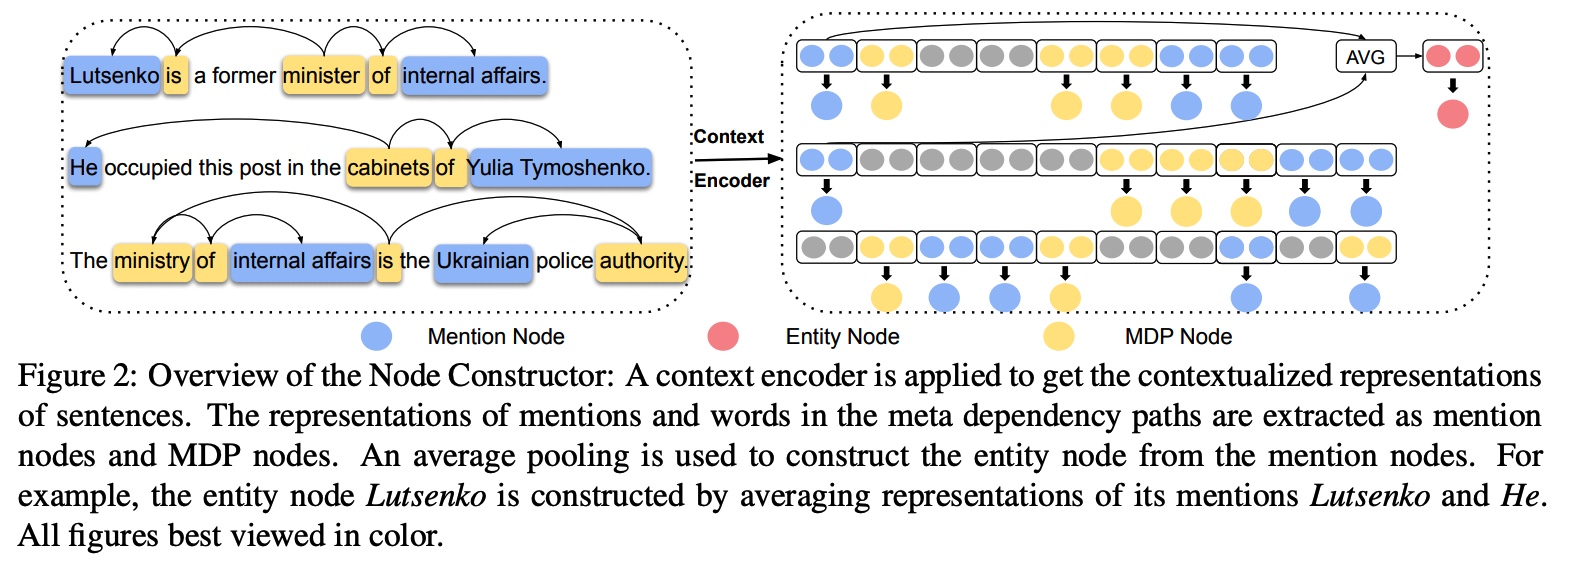 Lutsenko is a former minister of internal affairs.
He occupied this post in the cabinets of Yulia Tymoshenko.
The ministry of internal affairs is the Ukrainian police authority.
Context
Encoder
AVG
Mention Node
Entity Node
MDP Node
Figure 2: Overview of the Node Constructor: A context encoder is applied to get the contextualized representations
of sentences. The representations of mentions and words in the meta dependency paths are extracted as mention
nodes and MDP nodes. An average pooling is used to construct the entity node from the mention nodes. For
example, the entity node Lutsenko is constructed by averaging representations of its mentions Lutsenko and He.
All figures best viewed in color.